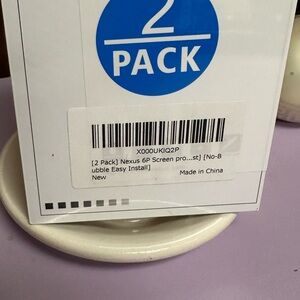 2
PACK
X000UKIQ2P
[2 Pack] Nexus 6P Screen pro...st] [No-B
ubble Easy Install]
New Made in China